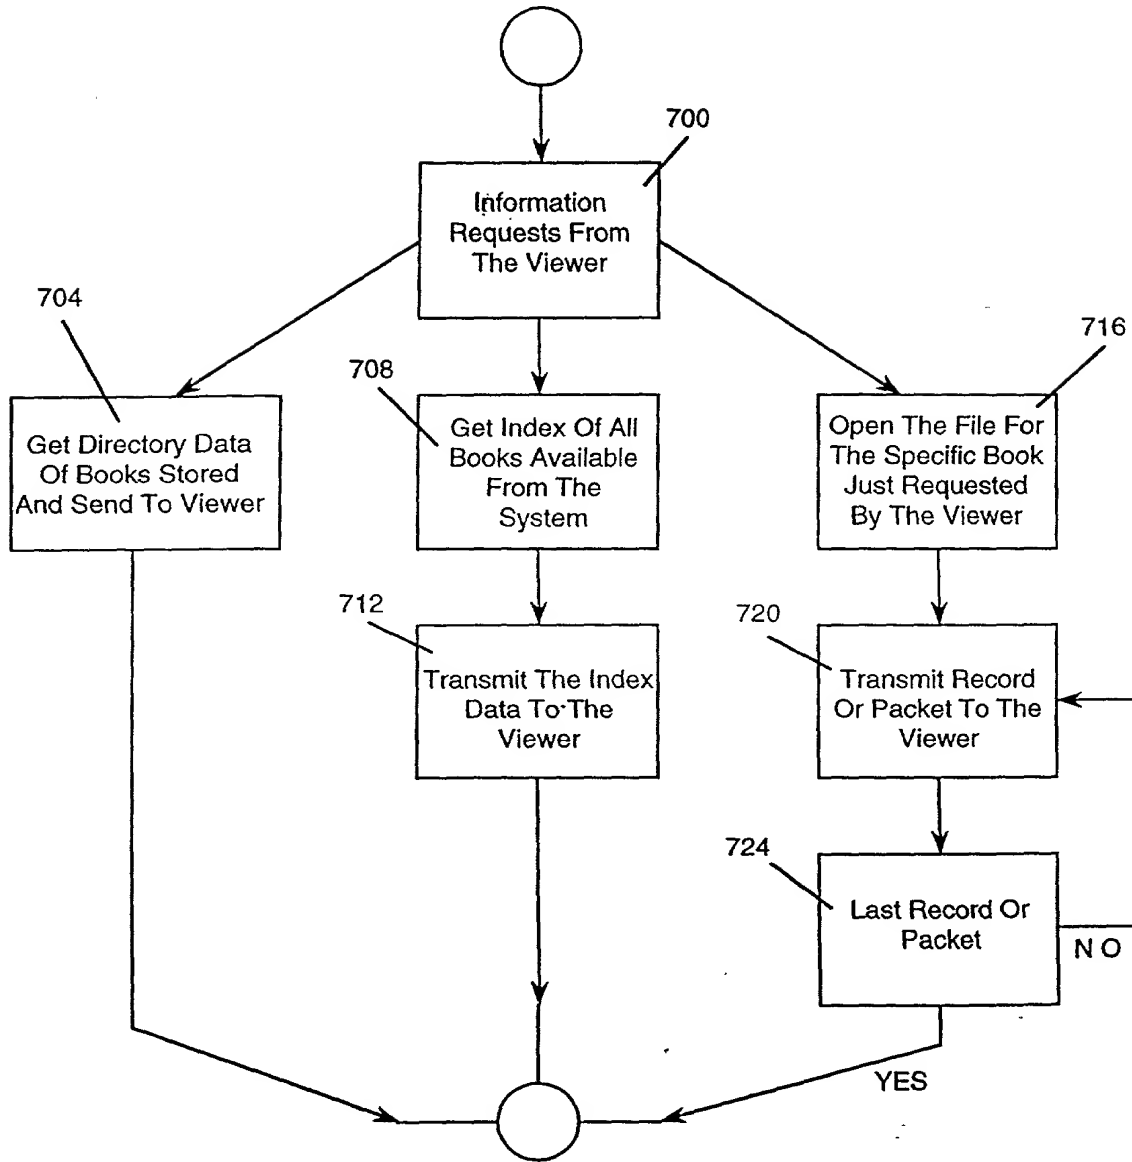 700
Information
Requests From
The Viewer
704
Get Directory Data
Of Books Stored
And Send To Viewer
708
Get Index Of All
Books Available
From The
System
716
Open The File For
The Specific Book
Just Requested
By The Viewer
712
Transmit The Index
Data To The
Viewer
720
Transmit Record
Or Packet To The
Viewer
724
Last Record Or
Packet
NO
YES